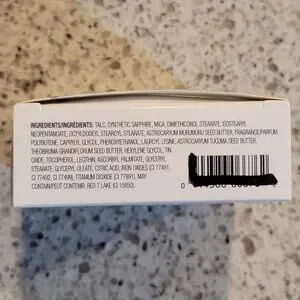 INGREDIENTS/INGRÉDIENTS: TALC, SYNTHETIC SAPPHIRE, MICA, DIMETHICONOL STEARATE, ISOSTEARYL
NEOPENTANOATE, OCTYLDODECYL STEAROYL STEARATE, ASTROCARYUM MURUMURU SEED BUTTER, FRAGRANCE/PARFUM,
POLYBUTENE, CAPRYLYL GLYCOL, PHENOXYETHANOL, LAUROYL LYSINE, ASTROCARYUM TUCUMA SEED BUTTER,
THEOBROMA GRANDIFLORUM SEED BUTTER, HEXYLENE GLYCOL, TIN
OXIDE, TOCOPHEROL, LECITHIN, ASCORBYL PALMITATE, GLYCERYL
STEARATE, GLYCERYL OLEATE, CITRIC ACID, IRON OXIDES (CI 77491,
CI 77492, CI 77499), TITANIUM DIOXIDE (CI 77891). MAY
CONTAIN/PEUT CONTENIR: RED 7 LAKE (CI 15850).
0